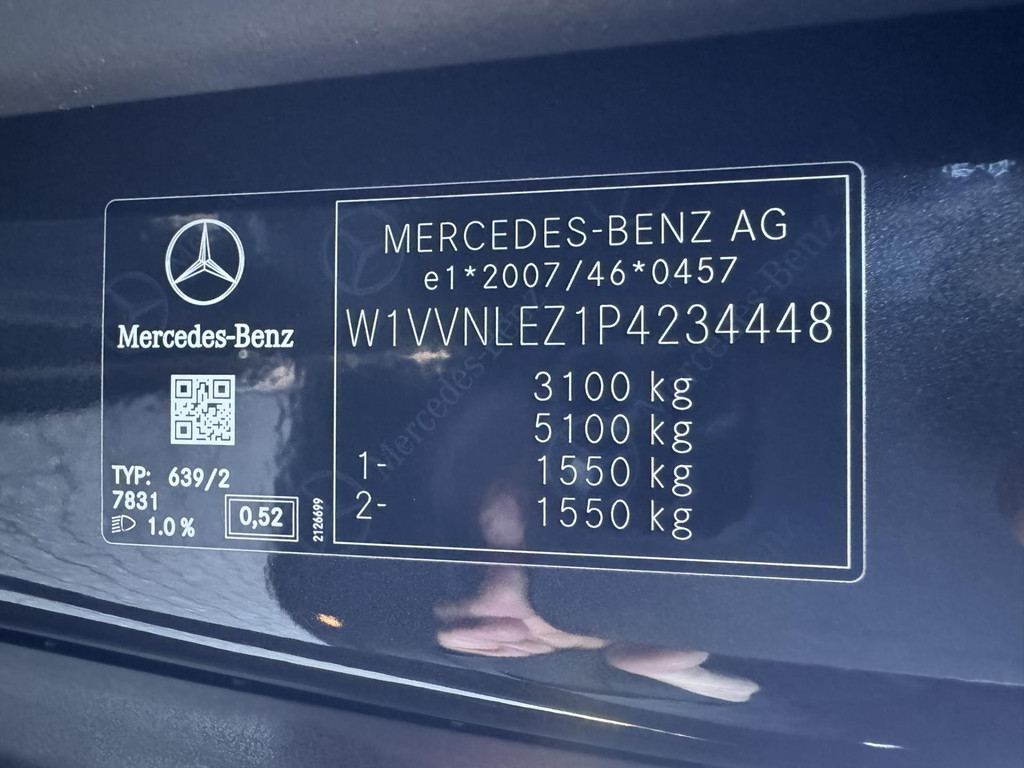 Mercedes-Benz
TYP: 639/2
7831
1.0 %
0,52
2126699
MERCEDES-BENZ AG
e1*2007/46*0457
W1VVNLEZ1P4234448
3100 kg
5100 kg
1- 1550 kg
2- 1550 kg